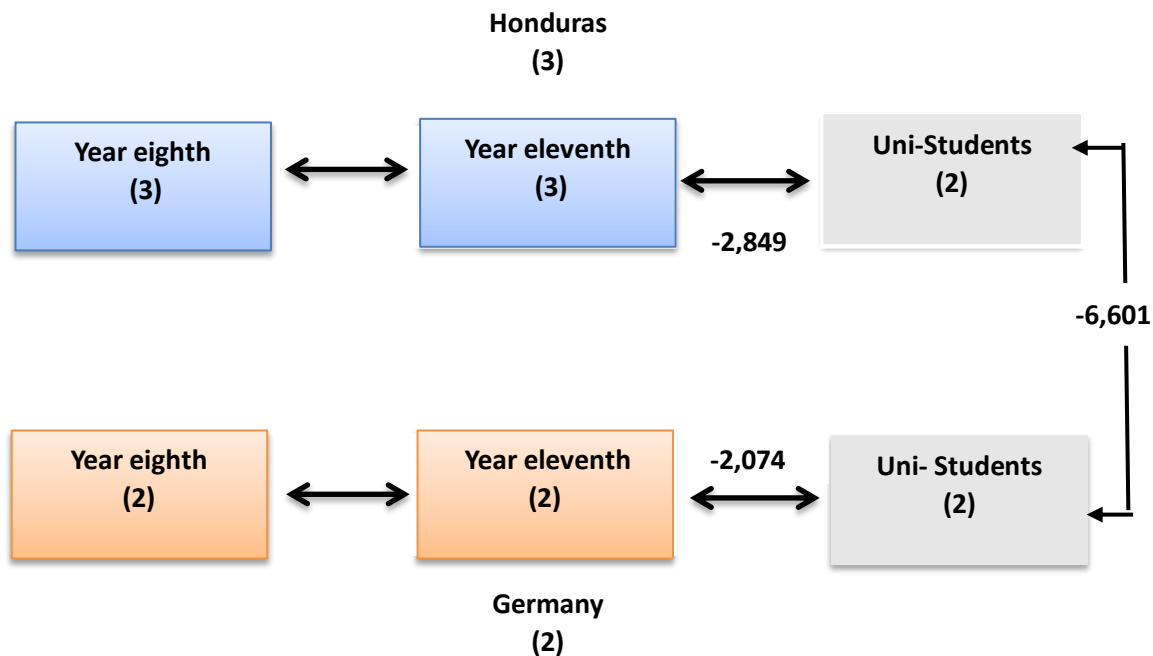 Honduras
(3)
Year eighth
(3)
Year eleventh
(3)
Uni-Students
(2)
-2,849
-6,601
Year eighth
(2)
Year eleventh
(2)
-2,074
Uni- Students
(2)
Germany
(2)